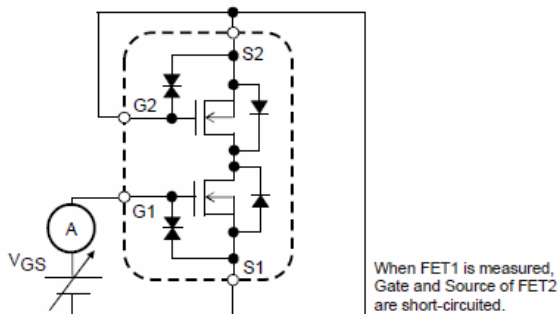 S2
G2
G1
A
VGS
S1
When FET1 is measured,
Gate and Source of FET2
are short-circuited.